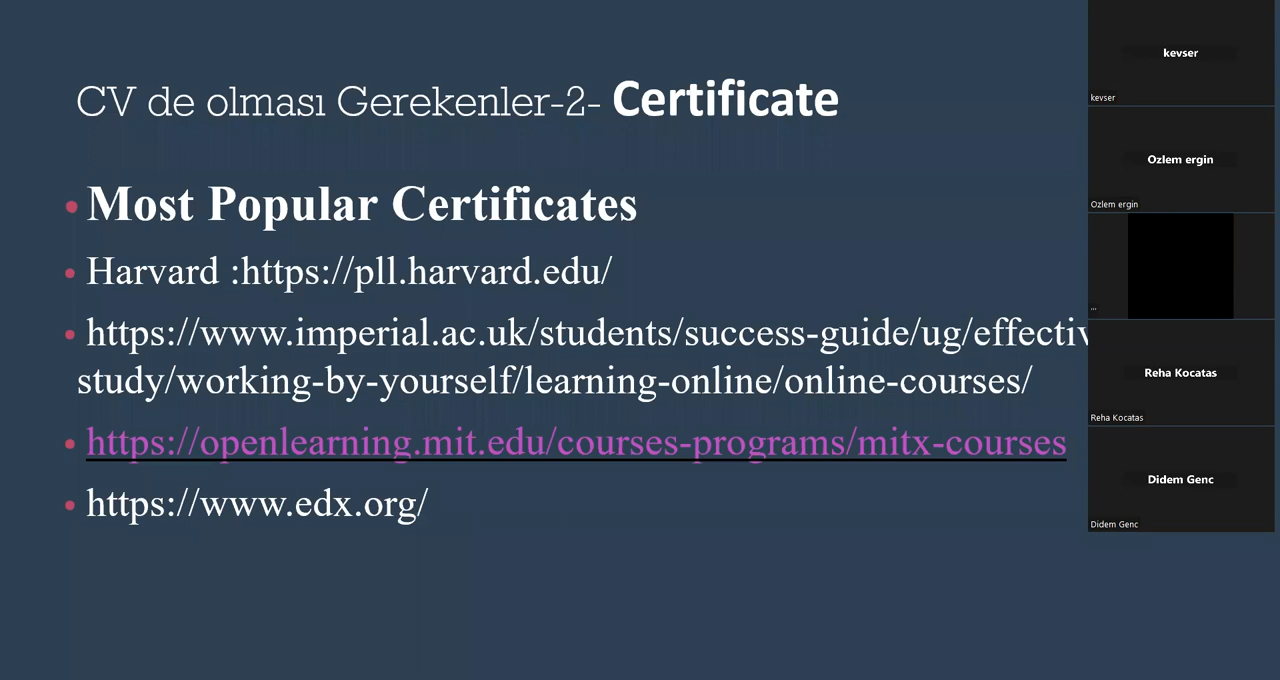 CV de olması Gerekenler-2- Certificate
• Most Popular Certificates
• Harvard :https://pll.harvard.edu/
• https://www.imperial.ac.uk/students/success-guide/ug/effectiv
study/working-by-yourself/learning-online/online-courses/
• https://openlearning.mit.edu/courses-programs/mitx-courses
• https://www.edx.org/
kevser
kevser
Ozlem ergin
Ozlem ergin
...
Reha Kocatas
Reha Kocatas
Didem Genc
Didem Genc